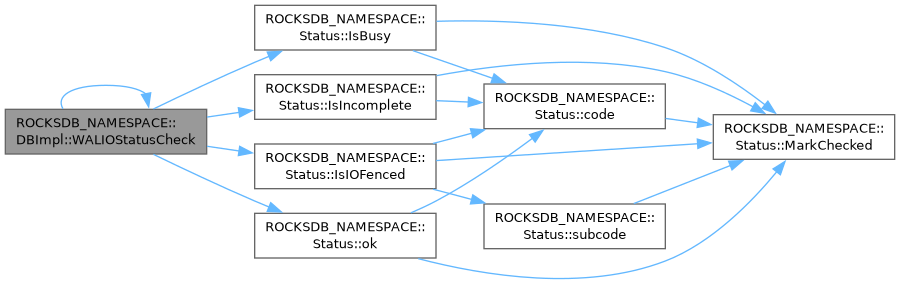 ROCKSDB_NAMESPACE::
DBImpl::WALIOStatusCheck
ROCKSDB_NAMESPACE::
Status::IsBusy
ROCKSDB_NAMESPACE::
Status::IsIncomplete
ROCKSDB_NAMESPACE::
Status::IsIOFenced
ROCKSDB_NAMESPACE::
Status::ok
ROCKSDB_NAMESPACE::
Status::code
ROCKSDB_NAMESPACE::
Status::subcode
ROCKSDB_NAMESPACE::
Status::MarkChecked